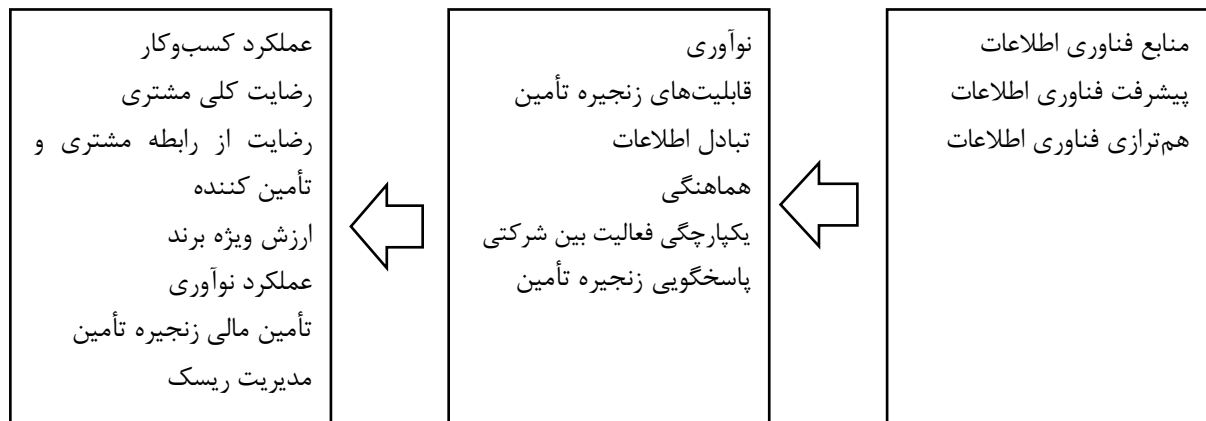 منابع فناوری اطلاعات
پیشرفت فناوری اطلاعات
هم‌ترازی فناوری اطلاعات
نوآوری
قابلیت‌های زنجیره تأمین
تبادل اطلاعات
هماهنگی
یکپارچگی فعالیت بین شرکتی
پاسخگویی زنجیره تأمین
عملکرد کسب‌وکار
رضایت کلی مشتری
رضایت از رابطه مشتری و
تأمین کننده
ارزش ویژه برند
عملکرد نوآوری
تأمین مالی زنجیره تأمین
مدیریت ریسک